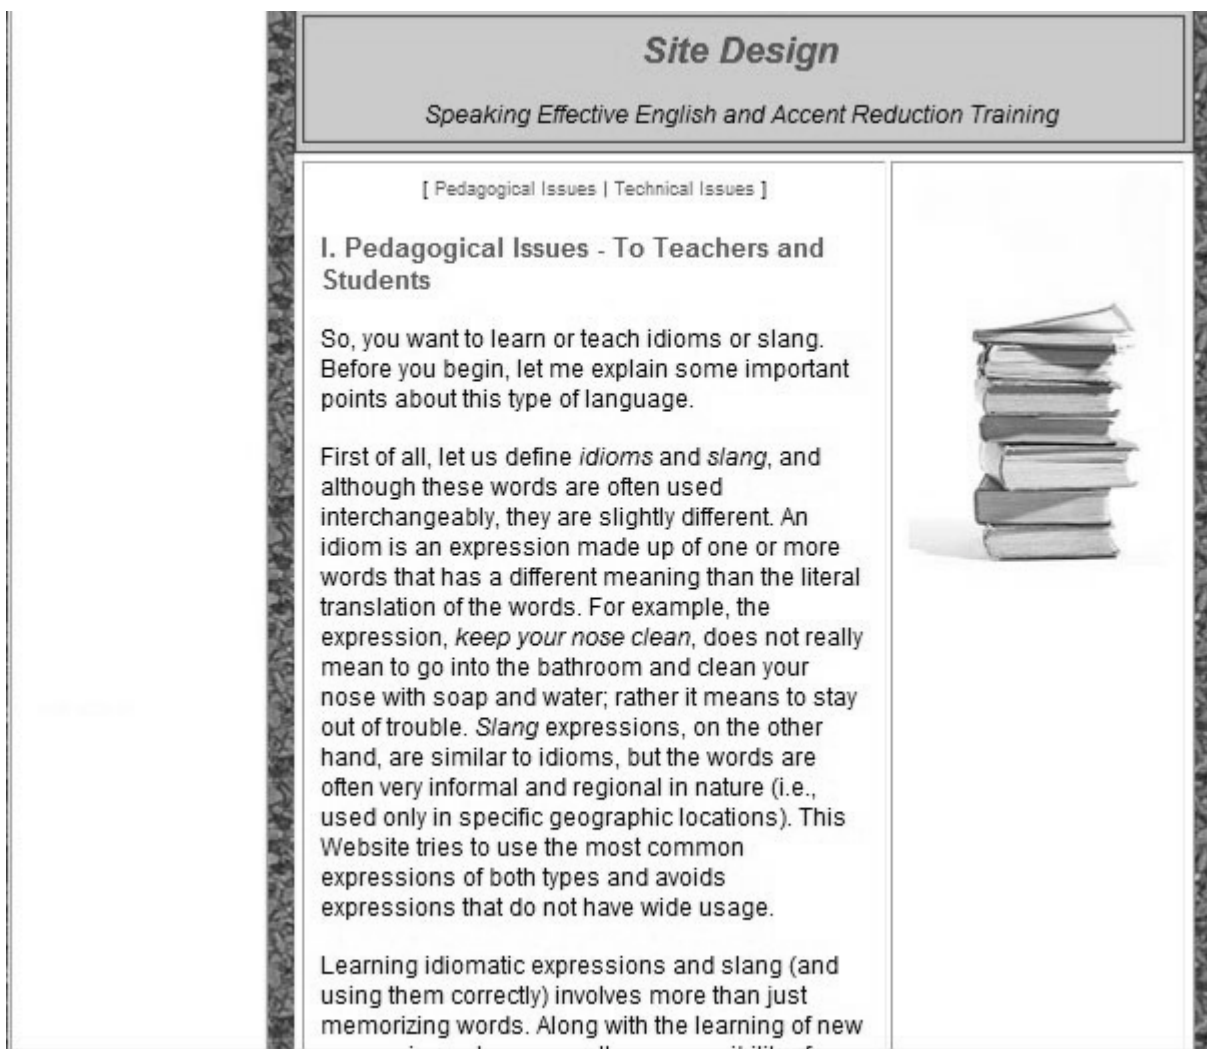 Site Design
Speaking Effective English and Accent Reduction Training
[ Pedagogical Issues | Technical Issues ]
I. Pedagogical Issues - To Teachers and
Students
So, you want to learn or teach idioms or slang.
Before you begin, let me explain some important
points about this type of language.
First of all, let us define idioms and slang, and
although these words are often used
interchangeably, they are slightly different. An
idiom is an expression made up of one or more
words that has a different meaning than the literal
translation of the words. For example, the
expression, keep your nose clean, does not really
mean to go into the bathroom and clean your
nose with soap and water; rather it means to stay
out of trouble. Slang expressions, on the other
hand, are similar to idioms, but the words are
often very informal and regional in nature (i.e.,
used only in specific geographic locations). This
Website tries to use the most common
expressions of both types and avoids
expressions that do not have wide usage.
Learning idiomatic expressions and slang (and
using them correctly) involves more than just
memorizing words. Along with the learning of new